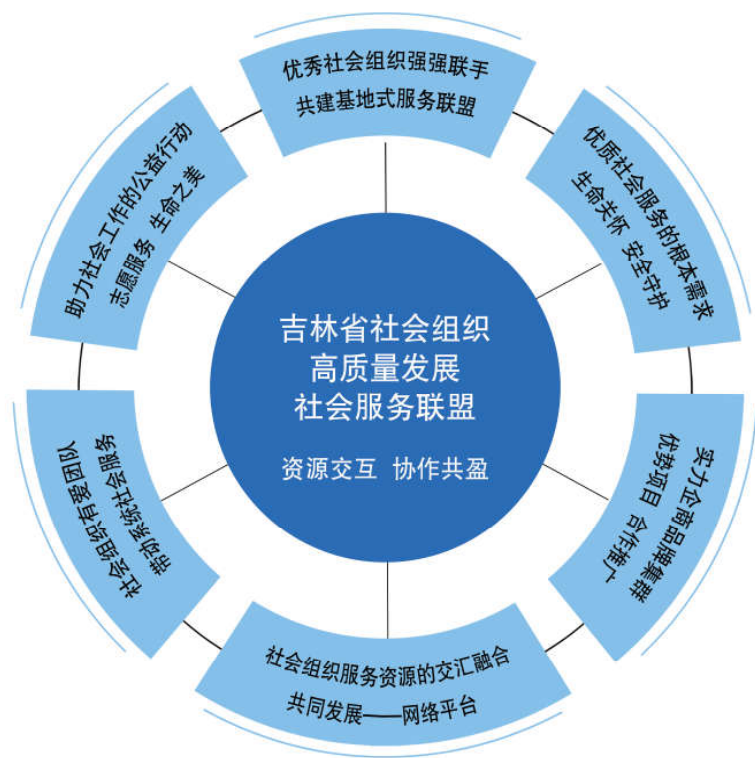 优秀社会组织强强联手
共建基地式服务联盟
优质社会服务的根本需求
生命关怀 安全守护
实力企商品牌集群
优势项目 合作推广
社会组织服务资源的交汇融合
共同发展——网络平台
社会组织有爱团队
带动系统社会服务
助力社会工作的公益行动
志愿服务 生命之美
吉林省社会组织
高质量发展
社会服务联盟
资源交互 协作共盈